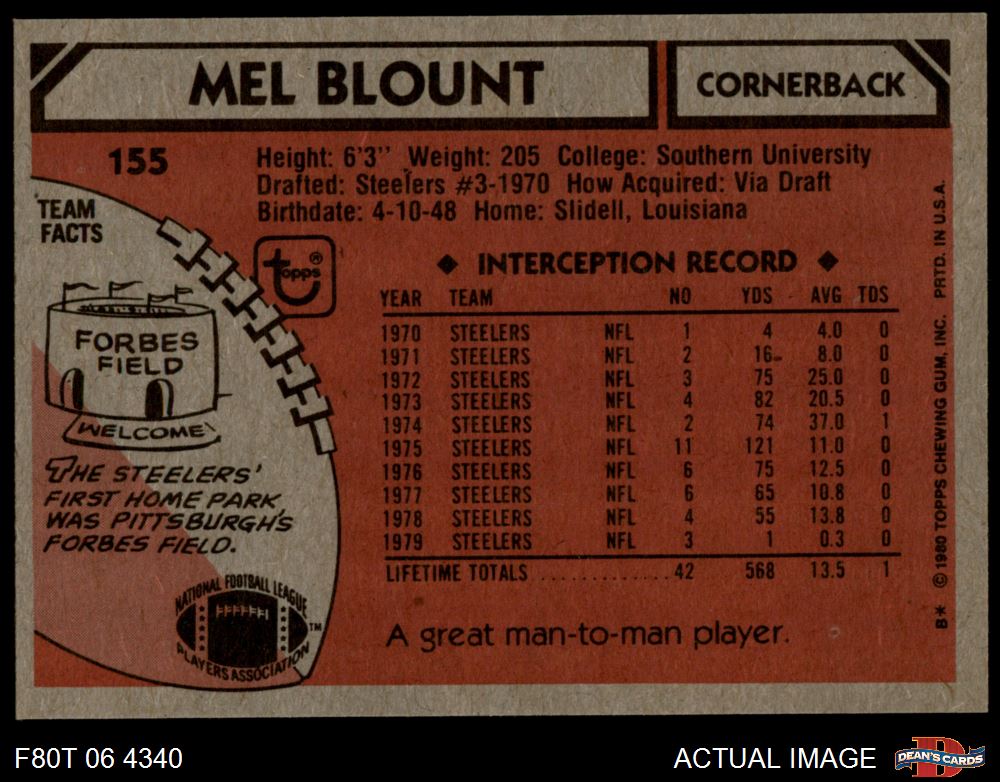 MEL BLOUNT
CORNERBACK
155
Height: 6'3" Weight: 205 College: Southern University
Drafted: Steelers #3-1970 How Acquired: Via Draft
Birthdate: 4-10-48 Home: Slidell, Louisiana
TEAM
FACTS
topps®
FORBES
FIELD
WELCOME
THE STEELERS'
FIRST HOME PARK
WAS PITTSBURGH'S
FORBES FIELD.
NATIONAL FOOTBALL LEAGUE
PLAYERS ASSOCIATION
TM
◆ INTERCEPTION RECORD ◆
YEAR TEAM NO YDS AVG TDS
1970 STEELERS NFL 1 4 4.0 0
1971 STEELERS NFL 2 16 8.0 0
1972 STEELERS NFL 3 75 25.0 0
1973 STEELERS NFL 4 82 20.5 0
1974 STEELERS NFL 2 74 37.0 1
1975 STEELERS NFL 11 121 11.0 0
1976 STEELERS NFL 6 75 12.5 0
1977 STEELERS NFL 6 65 10.8 0
1978 STEELERS NFL 4 55 13.8 0
1979 STEELERS NFL 3 1 0.3 0
LIFETIME TOTALS ............. 42 568 13.5 1
A great man-to-man player.
B* © 1980 TOPPS CHEWING GUM, INC. PRTD. IN U.S.A.
F80T 06 4340
ACTUAL IMAGE
D
DEAN'S CARDS